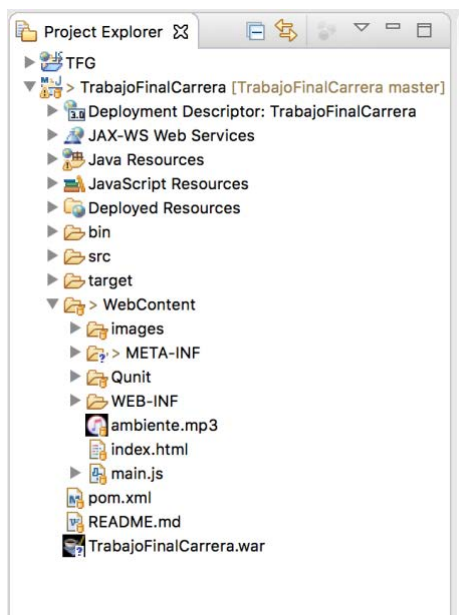 Project Explorer
TFG
> TrabajoFinalCarrera [TrabajoFinalCarrera master]
Deployment Descriptor: TrabajoFinalCarrera
JAX-WS Web Services
Java Resources
JavaScript Resources
Deployed Resources
bin
src
target
> WebContent
images
> META-INF
Qunit
WEB-INF
ambiente.mp3
index.html
main.js
pom.xml
README.md
TrabajoFinalCarrera.war